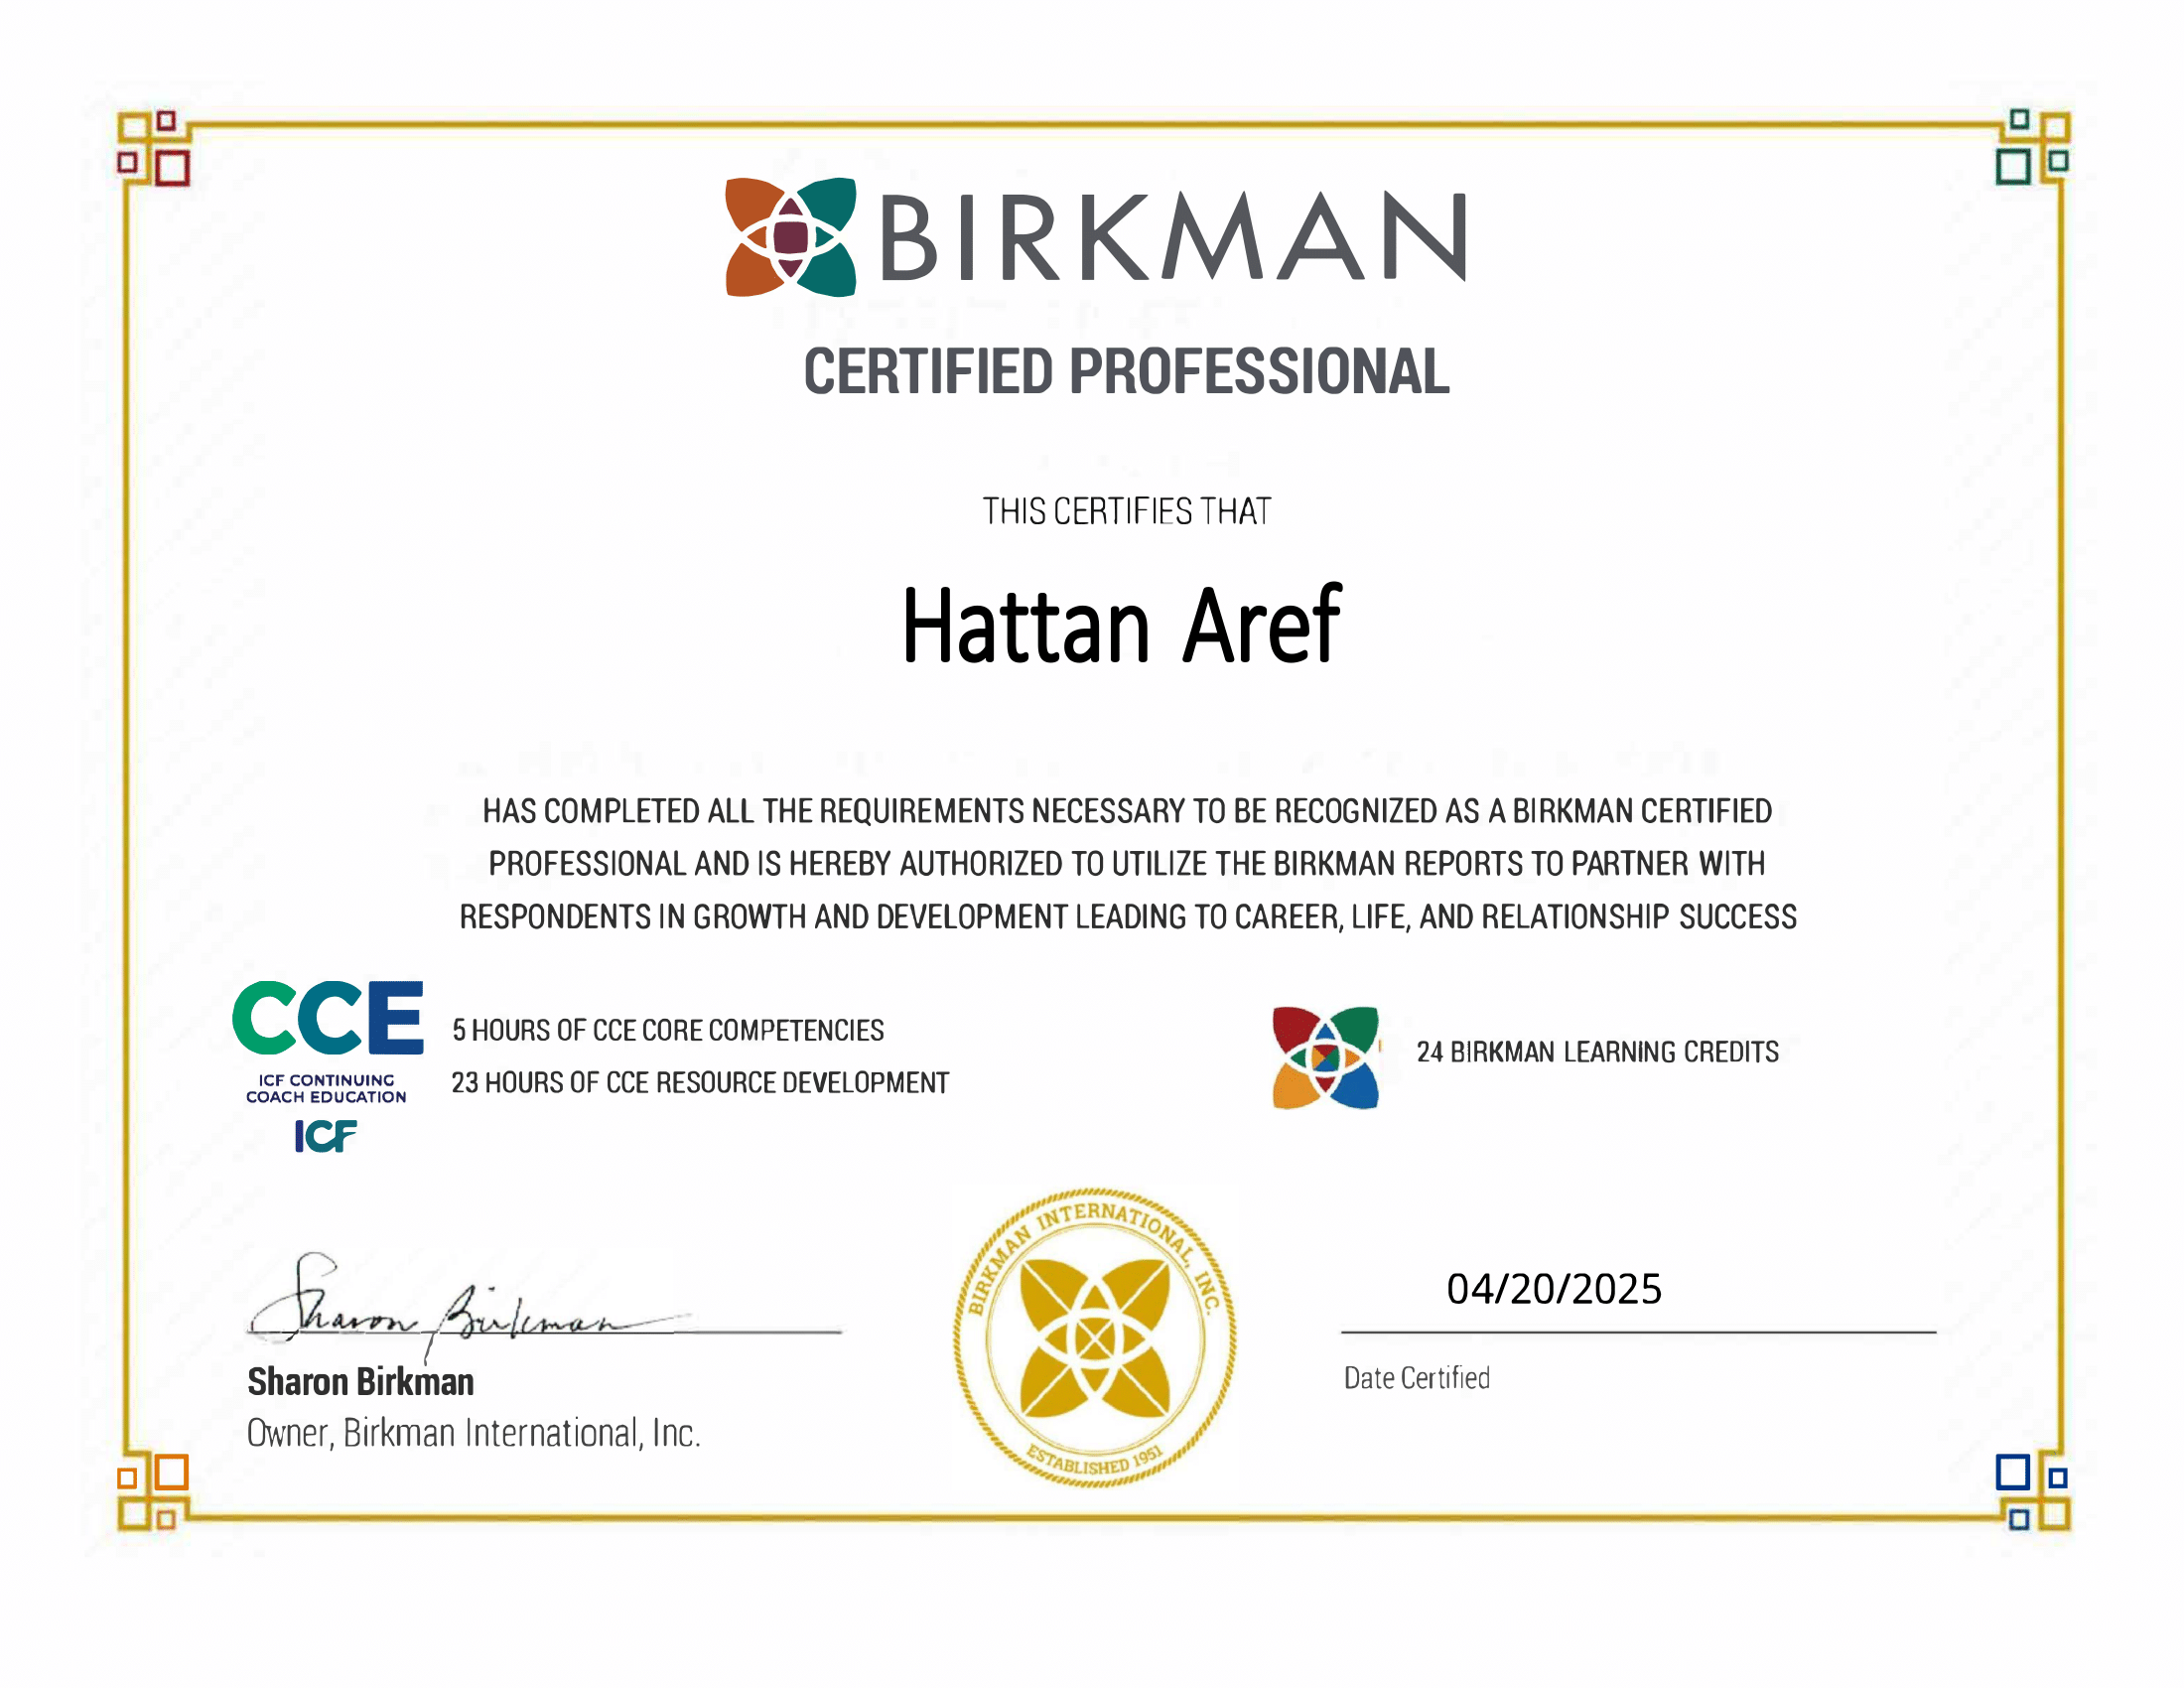 BIRKMAN
CERTIFIED PROFESSIONAL
THIS CERTIFIES THAT
Hattan Aref
HAS COMPLETED ALL THE REQUIREMENTS NECESSARY TO BE RECOGNIZED AS A BIRKMAN CERTIFIED
PROFESSIONAL AND IS HEREBY AUTHORIZED TO UTILIZE THE BIRKMAN REPORTS TO PARTNER WITH
RESPONDENTS IN GROWTH AND DEVELOPMENT LEADING TO CAREER, LIFE, AND RELATIONSHIP SUCCESS
CCE
ICF CONTINUING
COACH EDUCATION
ICF
5 HOURS OF CCE CORE COMPETENCIES
23 HOURS OF CCE RESOURCE DEVELOPMENT
24 BIRKMAN LEARNING CREDITS
Sharon Birkman
Sharon Birkman
Owner, Birkman International, Inc.
BIRKMAN INTERNATIONAL, INC.
ESTABLISHED 1951
04/20/2025
Date Certified